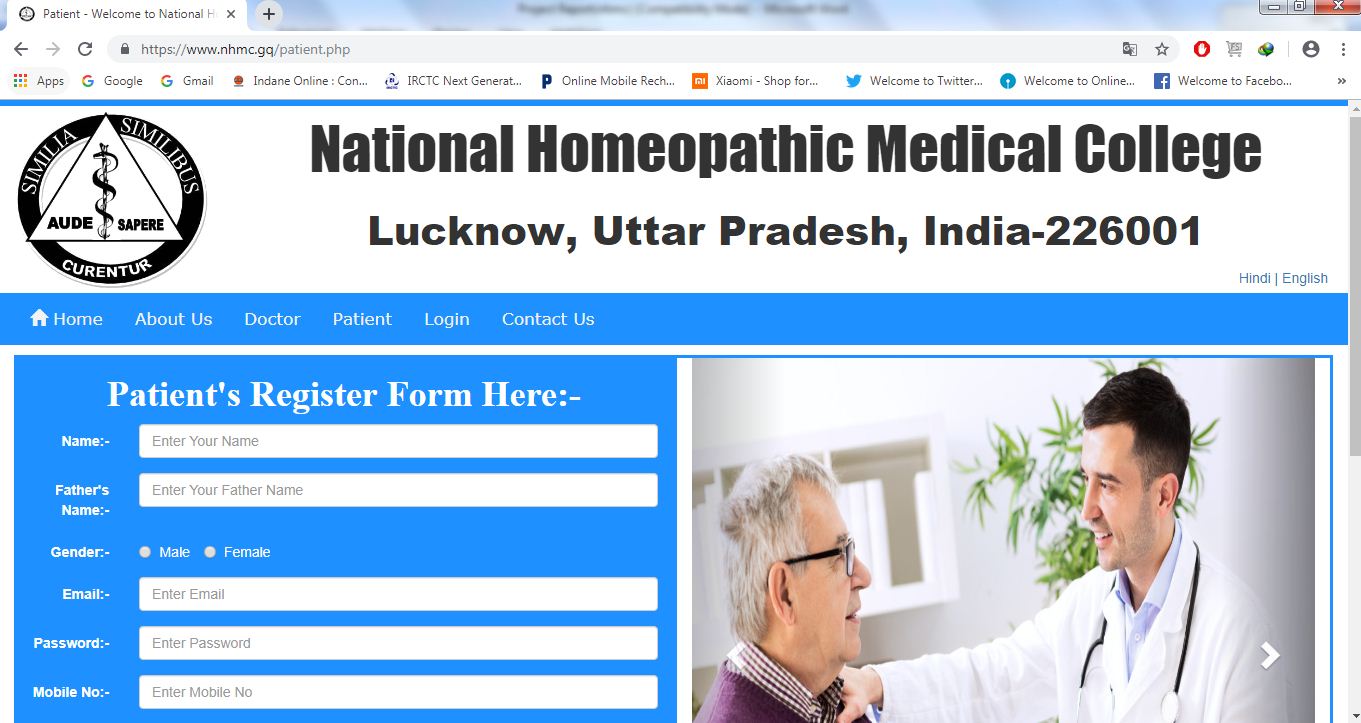 Patient - Welcome to National H
https://www.nhmc.gq/patient.php
Apps Google Gmail Indane Online : Con... IRCTC Next Generat... Online Mobile Rech... Xiaomi - Shop for... Welcome to Twitter... Welcome to Online... Welcome to Facebo... »
SIMILIA SIMILIBUS
AUDE SAPERE
CURENTUR
National Homeopathic Medical College
Lucknow, Uttar Pradesh, India-226001
Hindi | English
Home About Us Doctor Patient Login Contact Us
Patient's Register Form Here:-
Name:- Enter Your Name
Father's Name:- Enter Your Father Name
Gender:- Male Female
Email:- Enter Email
Password:- Enter Password
Mobile No:- Enter Mobile No